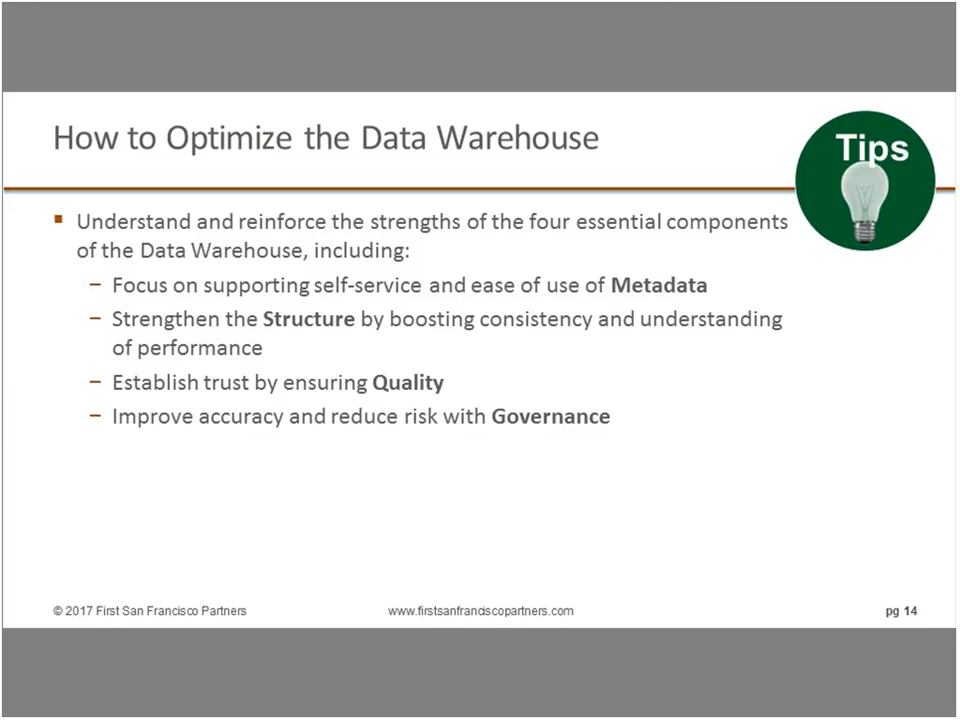 How to Optimize the Data Warehouse
Tips
▪ Understand and reinforce the strengths of the four essential components
of the Data Warehouse, including:
− Focus on supporting self-service and ease of use of Metadata
− Strengthen the Structure by boosting consistency and understanding
of performance
− Establish trust by ensuring Quality
− Improve accuracy and reduce risk with Governance
© 2017 First San Francisco Partners
www.firstsanfranciscopartners.com
pg 14